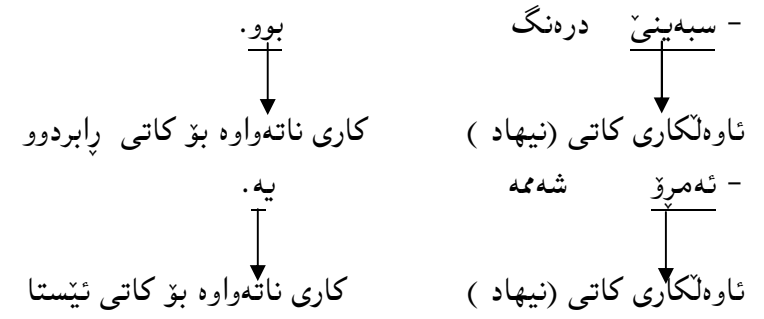 - سبەینێ درەنگ بوو.
ئاوەڵکاری کاتی (نیهاد ) کاری ناتەواوە بۆ کاتی ڕابردوو
- ئەمڕۆ شەممە یە.
ئاوەڵکاری کاتی (نیهاد ) کاری ناتەواوە بۆ کاتی ئێستا